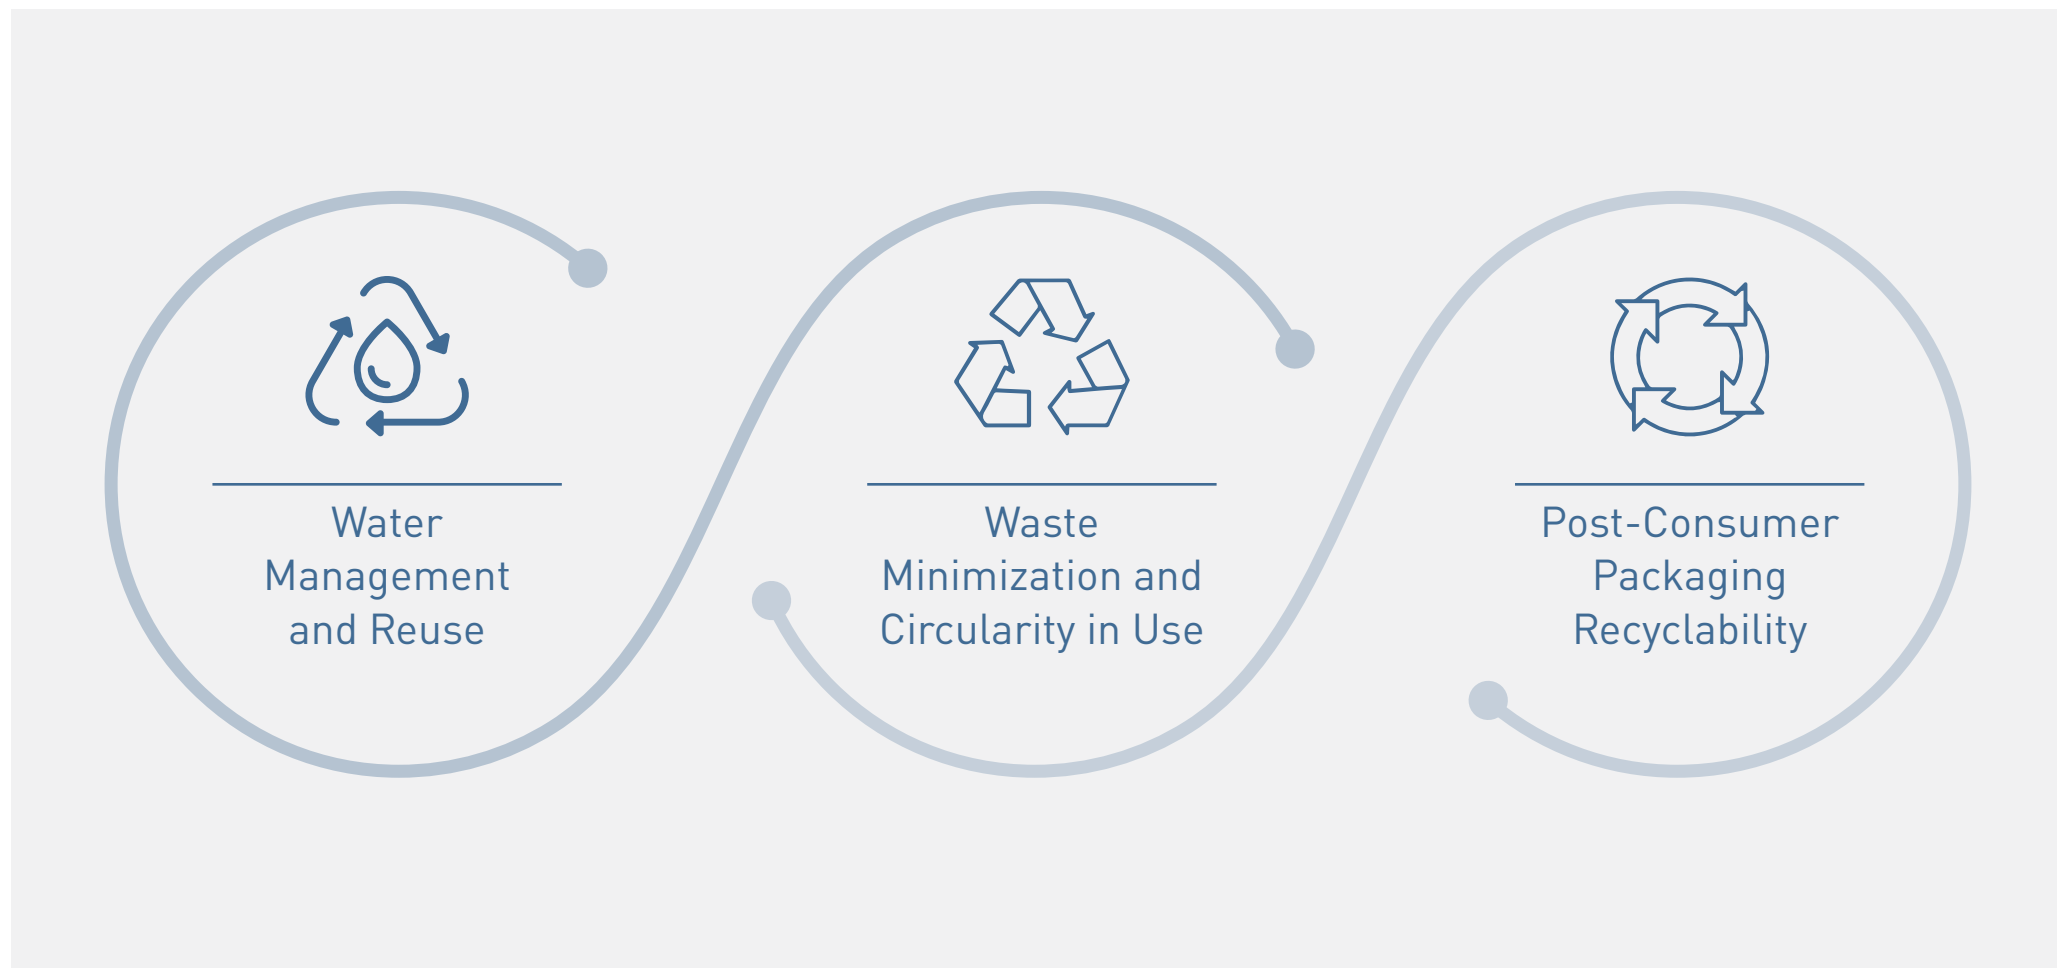 Water
Management
and Reuse
Waste
Minimization and
Circularity in Use
Post-Consumer
Packaging
Recyclability